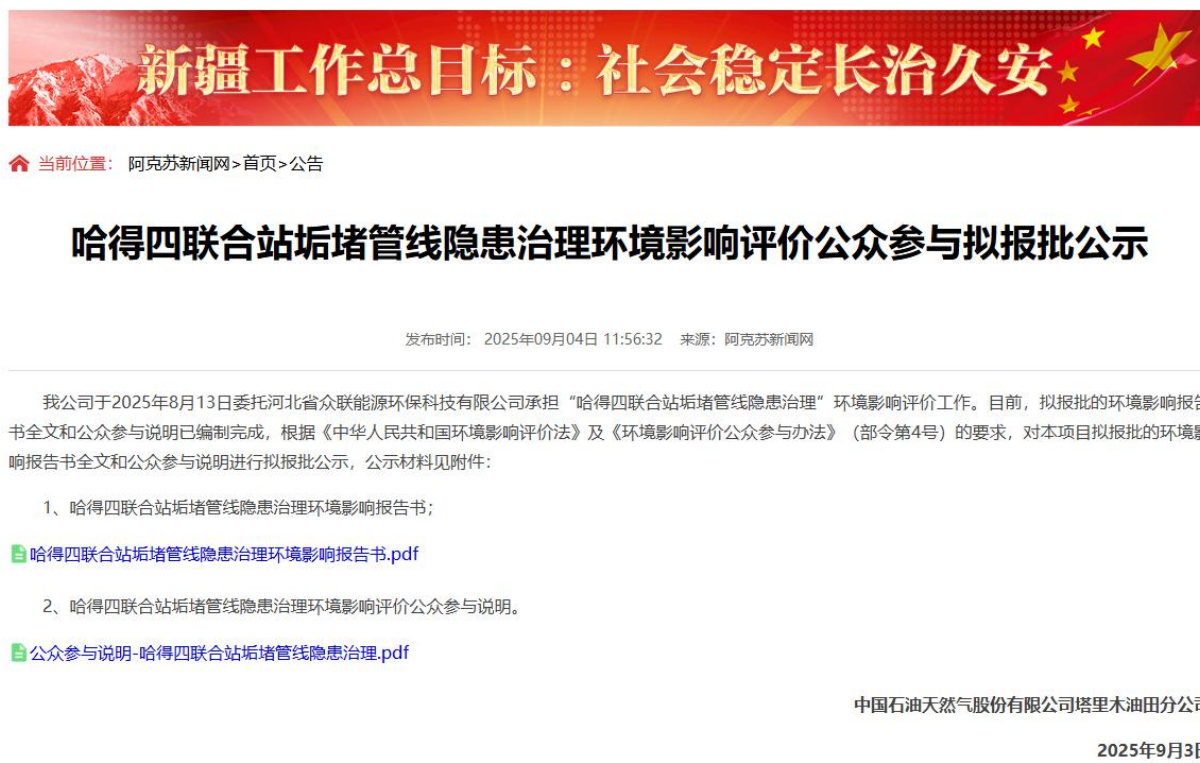 新疆工作总目标：社会稳定长治久安
当前位置： 阿克苏新闻网>首页>公告
哈得四联合站垢堵管线隐患治理环境影响评价公众参与拟报批公示
发布时间： 2025年09月04日 11:56:32 来源：阿克苏新闻网
我公司于2025年8月13日委托河北省众联能源环保科技有限公司承担“哈得四联合站垢堵管线隐患治理”环境影响评价工作。目前，拟报批的环境影响报告
书全文和公众参与说明已编制完成，根据《中华人民共和国环境影响评价法》及《环境影响评价公众参与办法》（部令第4号）的要求，对本项目拟报批的环境影
响报告书全文和公众参与说明进行拟报批公示，公示材料见附件：
1、哈得四联合站垢堵管线隐患治理环境影响报告书；
哈得四联合站垢堵管线隐患治理环境影响报告书.pdf
2、哈得四联合站垢堵管线隐患治理环境影响评价公众参与说明。
公众参与说明-哈得四联合站垢堵管线隐患治理.pdf
中国石油天然气股份有限公司塔里木油田分公司
2025年9月3日